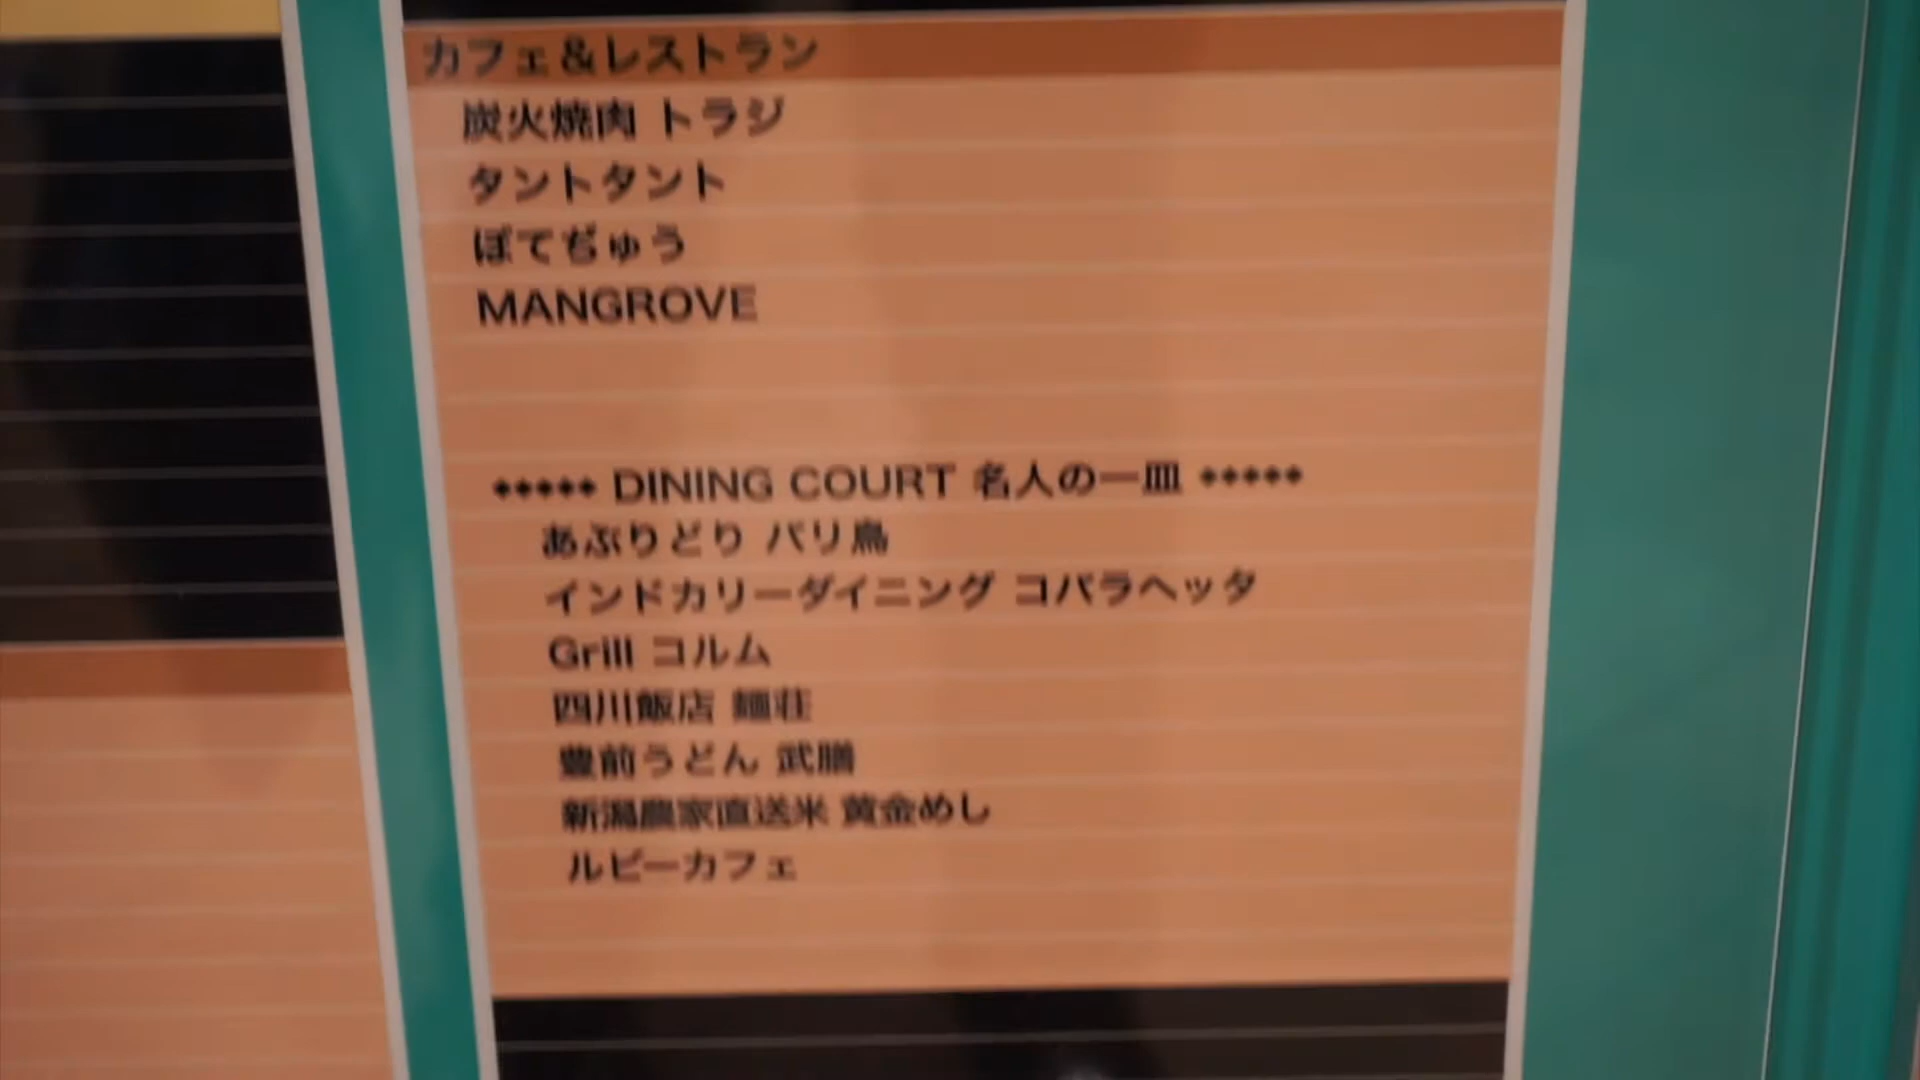 カフェ&レストラン
炭火焼肉 トラジ
タントタント
ぼてぢゅう
MANGROVE
◆◆◆◆◆ DINING COURT 名人の一皿 ◆◆◆◆◆
あぶりどり バリ鳥
インドカリーダイニング コバラヘッタ
Grill コルム
四川飯店 麺荘
豊前うどん 武膳
新潟農家直送米 黄金めし
ルビーカフェ